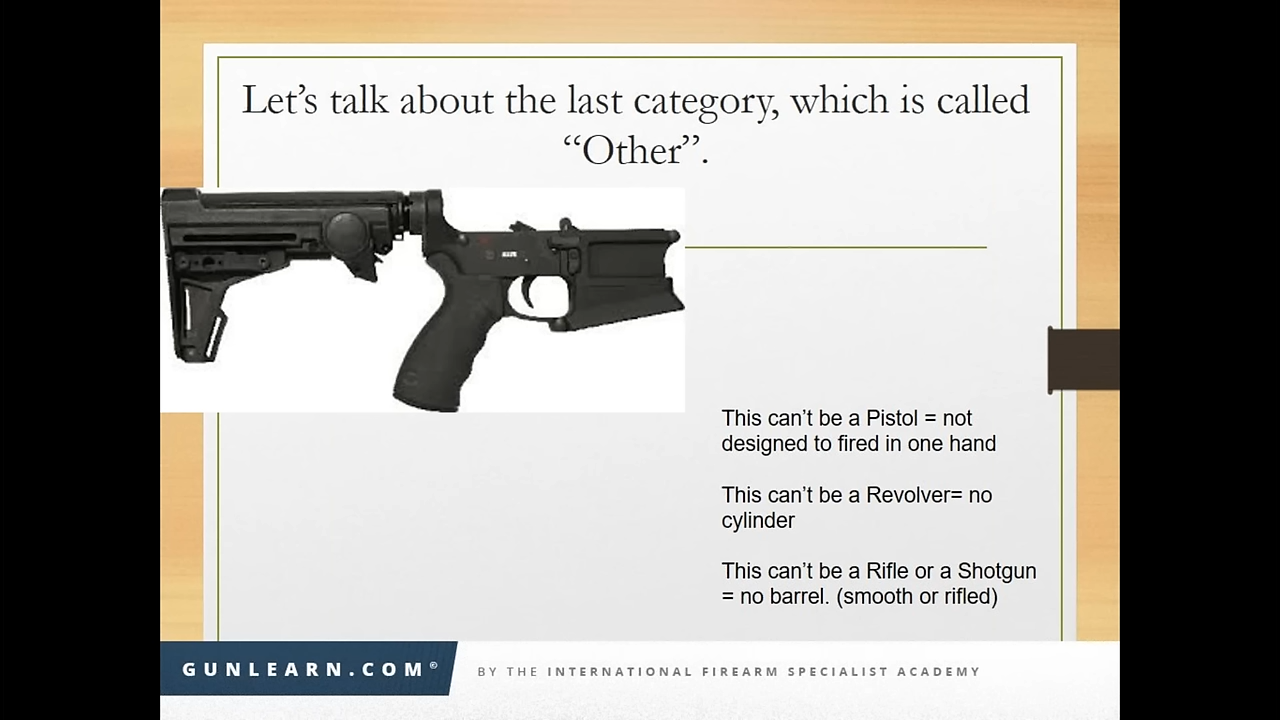 Let's talk about the last category, which is called
“Other”.
This can't be a Pistol = not
designed to fired in one hand
This can't be a Revolver= no
cylinder
This can't be a Rifle or a Shotgun
= no barrel. (smooth or rifled)
GUNLEARN.COM©
BY THE INTERNATIONAL FIREARM SPECIALIST ACADEMY